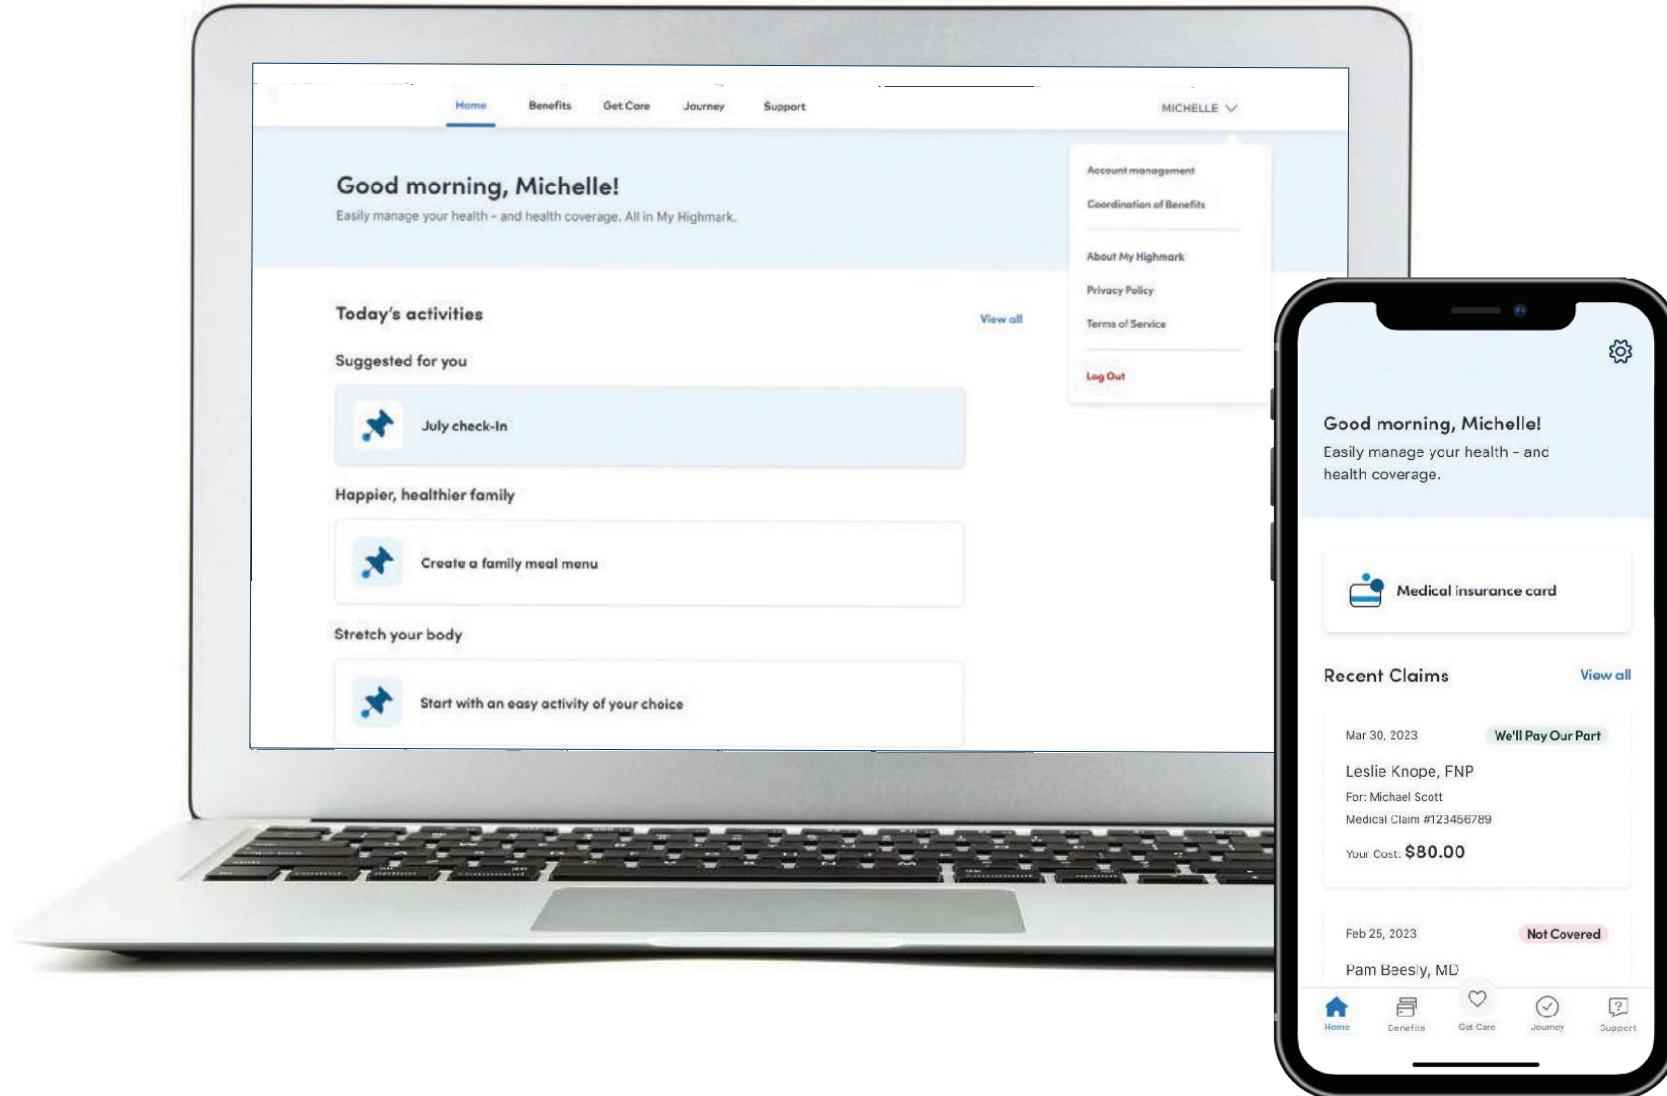 Home Benefits Get Care Journey Support MICHELLE
Good morning, Michelle!
Easily manage your health - and health coverage. All in My Highmark.
Account management
Coordination of Benefits
About My Highmark
Privacy Policy
Terms of Service
Log Out
Today's activities View all
Suggested for you
July check-In
Happier, healthier family
Create a family meal menu
Stretch your body
Start with an easy activity of your choice
Good morning, Michelle!
Easily manage your health - and
health coverage.
Medical insurance card
Recent Claims View all
Mar 30, 2023 We'll Pay Our Part
Leslie Knope, FNP
For: Michael Scott
Medical Claim #123456789
Your Cost: $80.00
Feb 25, 2023 Not Covered
Pam Beesly, MD
Home Benefits Get Care Journey Support